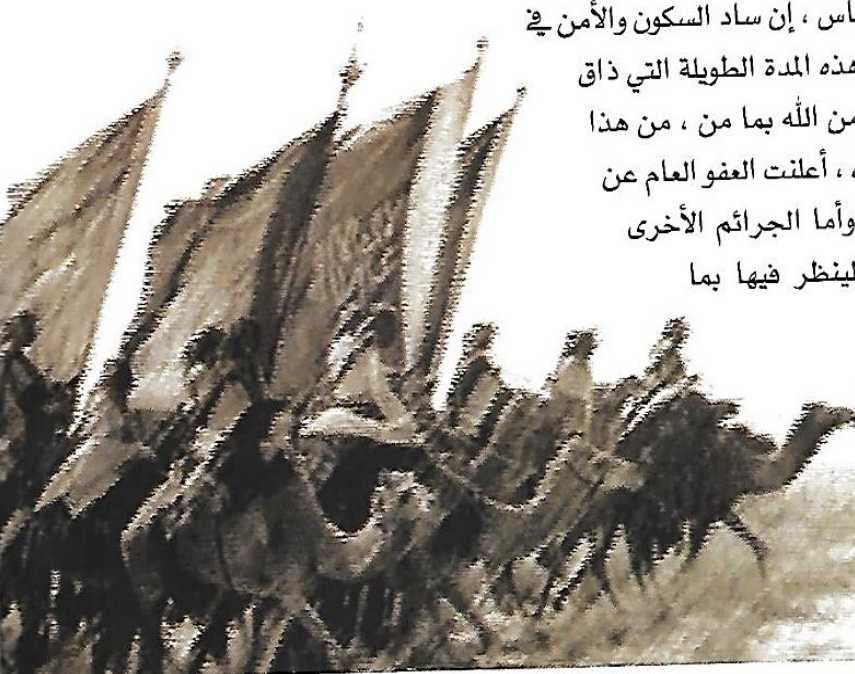 ناس ، إن ساد السكون والأمن في
هذه المدة الطويلة التي ذاق
من الله بما من ، من هذا
، أعلنت العفو العام عن
وأما الجرائم الأخرى
لينظر فيها بما